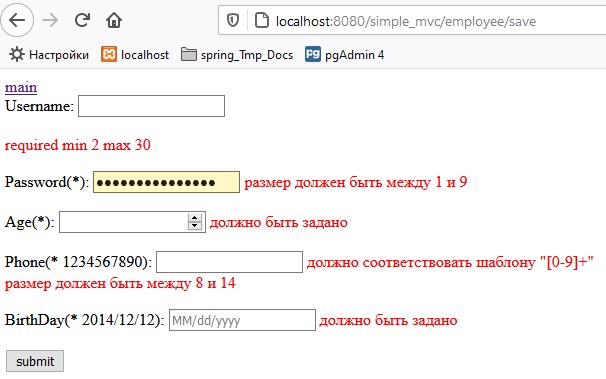 localhost:8080/simple_mvc/employee/save
Настройки localhost spring_Tmp_Docs pgAdmin 4
main
Username:
required min 2 max 30
Password(*): ●●●●●●●●●●●●●●● размер должен быть между 1 и 9
Age(*): должно быть задано
Phone(* 1234567890): должно соответствовать шаблону "[0-9]+"
размер должен быть между 8 и 14
BirthDay(* 2014/12/12): MM/dd/yyyy должно быть задано
submit